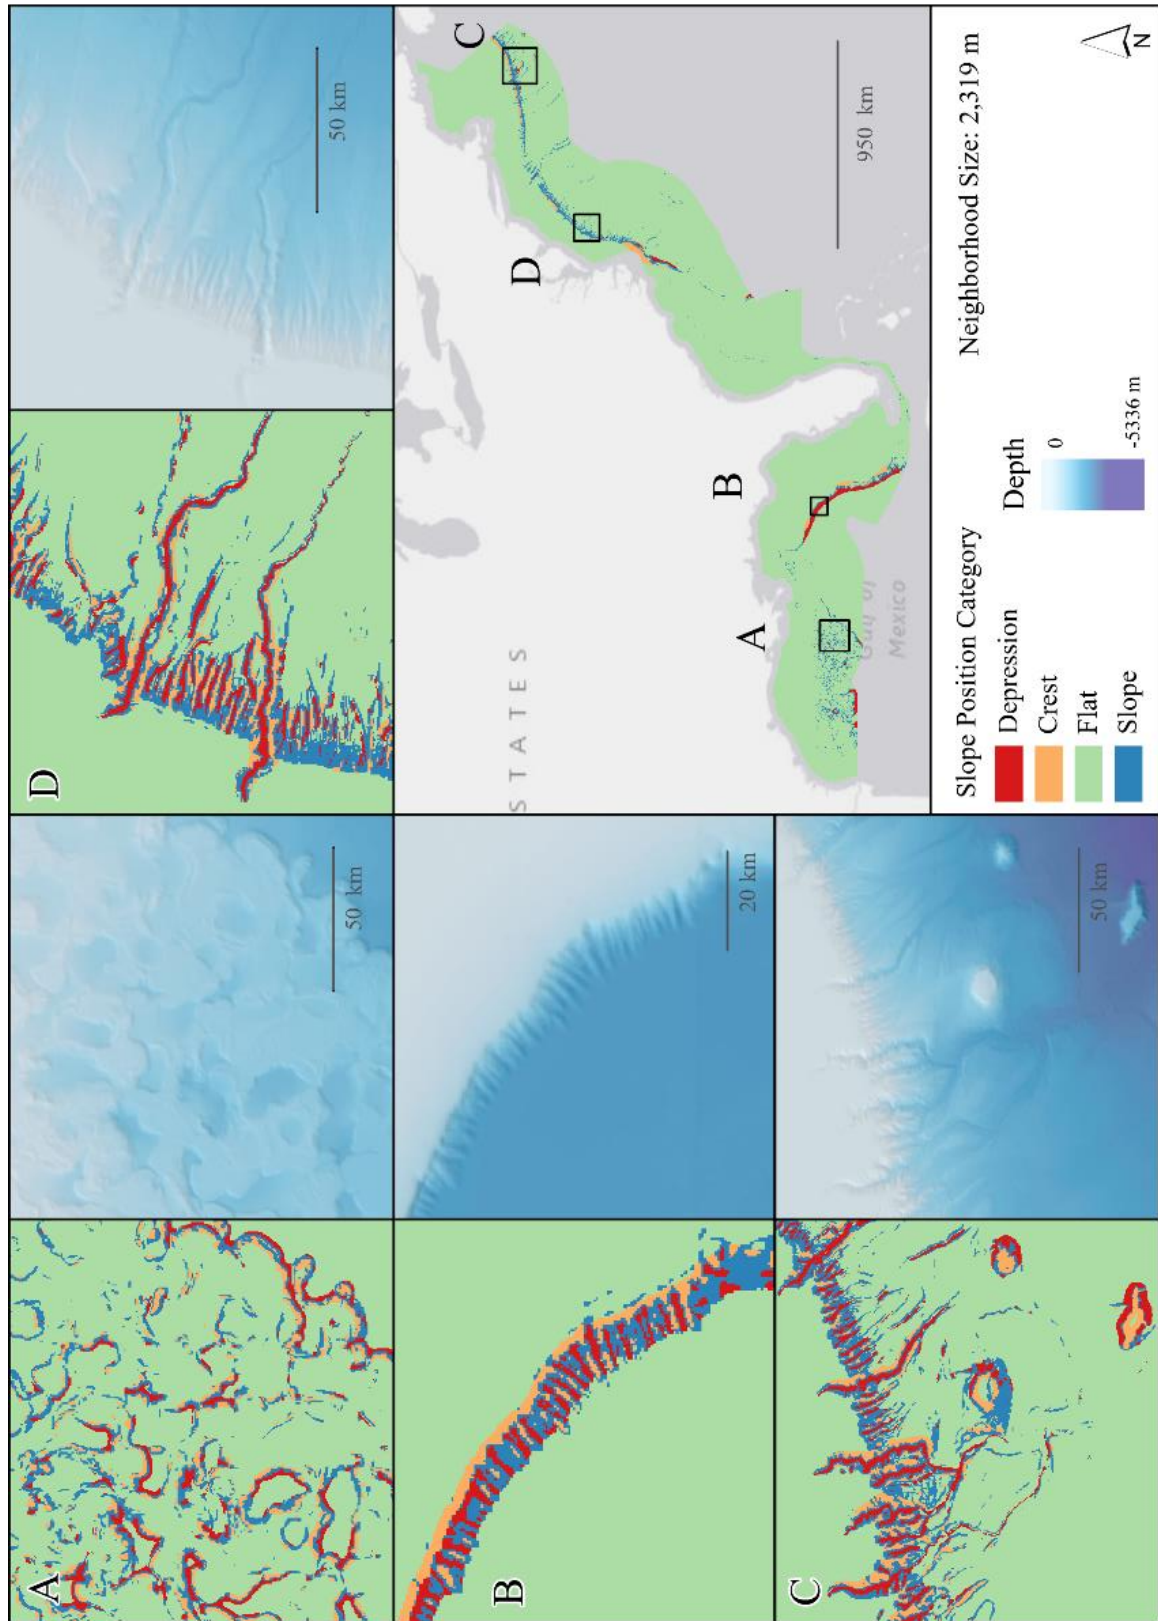 A
50 km
D
50 km
B
20 km
C
50 km
STATES
Gulf of
Mexico
A
B
C
D
950 km
Slope Position Category
Depression
Crest
Flat
Slope
Depth
0
-5336 m
Neighborhood Size: 2,319 m
N